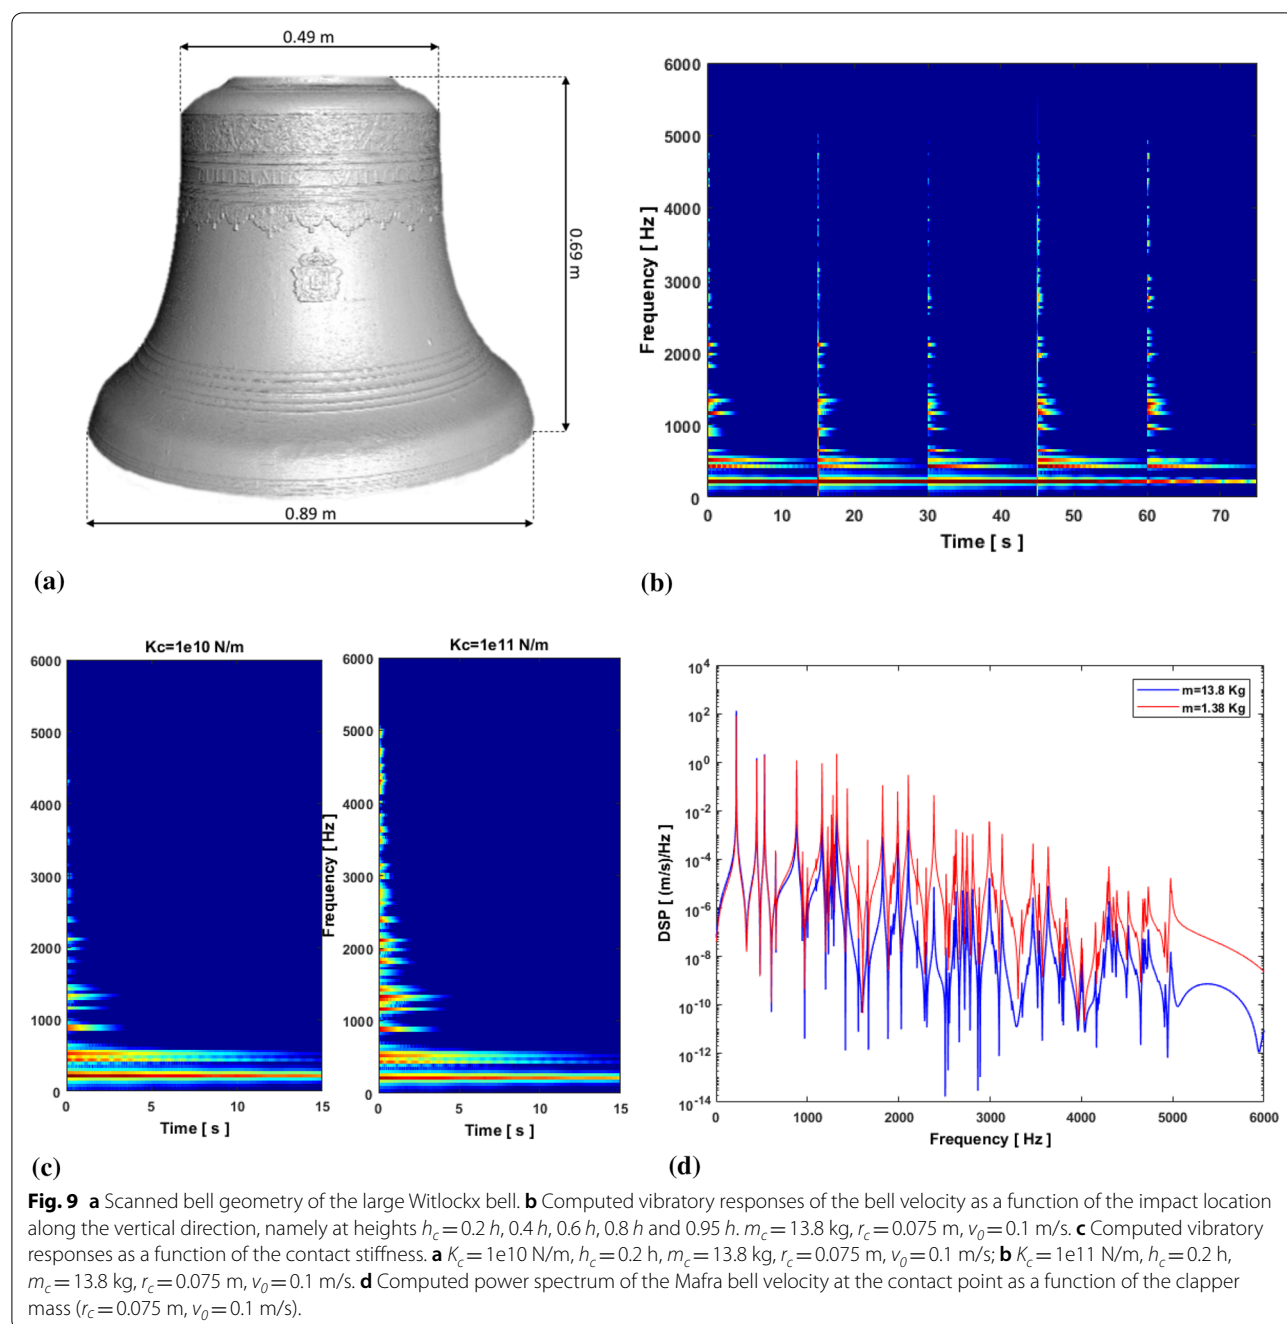 0.49 m
0.69 m
0.89 m
(a)
6000
5000
4000
3000
2000
1000
0
Frequency [ Hz ]
0 10 20 30 40 50 60 70
Time [ s ]
(b)
Kc=1e10 N/m
6000
5000
4000
3000
2000
1000
0
0 5 10 15
Time [ s ]
Kc=1e11 N/m
6000
5000
4000
3000
2000
1000
0
Frequency [ Hz ]
0 5 10 15
Time [ s ]
(c)
10^4
10^2
10^0
10^-2
10^-4
10^-6
10^-8
10^-10
10^-12
10^-14
DSP [ (m/s)/Hz ]
m=13.8 Kg
m=1.38 Kg
0 1000 2000 3000 4000 5000 6000
Frequency [ Hz ]
(d)
Fig. 9 a Scanned bell geometry of the large Witlockx bell. b Computed vibratory responses of the bell velocity as a function of the impact location
along the vertical direction, namely at heights h_c = 0.2 h, 0.4 h, 0.6 h, 0.8 h and 0.95 h. m_c = 13.8 kg, r_c = 0.075 m, v_0 = 0.1 m/s. c Computed vibratory
responses as a function of the contact stiffness. a K_c = 1e10 N/m, h_c = 0.2 h, m_c = 13.8 kg, r_c = 0.075 m, v_0 = 0.1 m/s; b K_c = 1e11 N/m, h_c = 0.2 h,
m_c = 13.8 kg, r_c = 0.075 m, v_0 = 0.1 m/s. d Computed power spectrum of the Mafra bell velocity at the contact point as a function of the clapper
mass (r_c = 0.075 m, v_0 = 0.1 m/s).